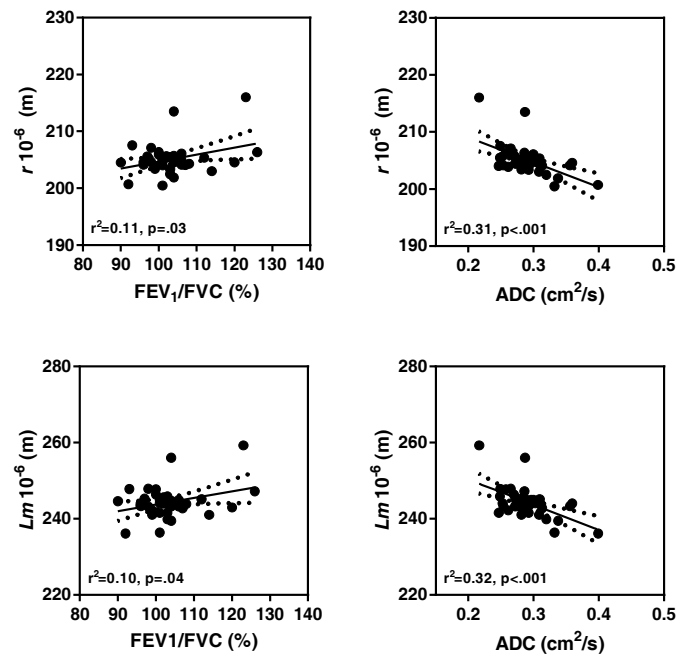 230
220
210
200
190
r 10⁻⁶ (m)
r²=0.11, p=.03
80 90 100 110 120 130 140
FEV₁/FVC (%)
230
220
210
200
190
r 10⁻⁶ (m)
r²=0.31, p<.001
0.2 0.3 0.4 0.5
ADC (cm²/s)
280
260
240
220
Lm 10⁻⁶ (m)
r²=0.10, p=.04
80 90 100 110 120 130 140
FEV1/FVC (%)
280
260
240
220
Lm 10⁻⁶ (m)
r²=0.32, p<.001
0.2 0.3 0.4 0.5
ADC (cm²/s)